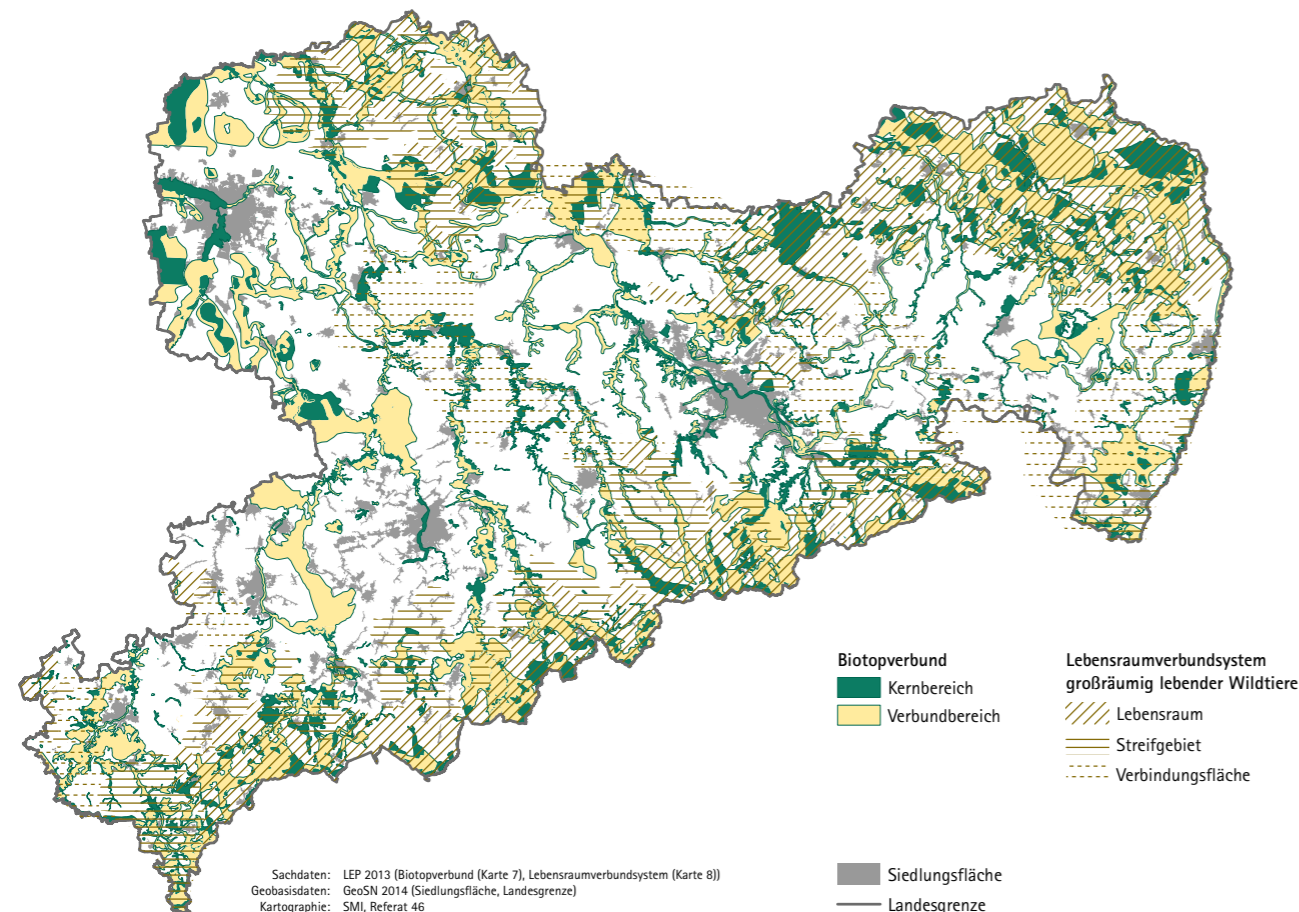 Biotopverbund
Kernbereich
Verbundbereich
Lebensraumverbundsystem
großräumig lebender Wildtiere
Lebensraum
Streifgebiet
Verbindungsfläche
Siedlungsfläche
Landesgrenze
Sachdaten: LEP 2013 (Biotopverbund (Karte 7), Lebensraumverbundsystem (Karte 8))
Geobasisdaten: GeoSN 2014 (Siedlungsfläche, Landesgrenze)
Kartographie: SMI, Referat 46